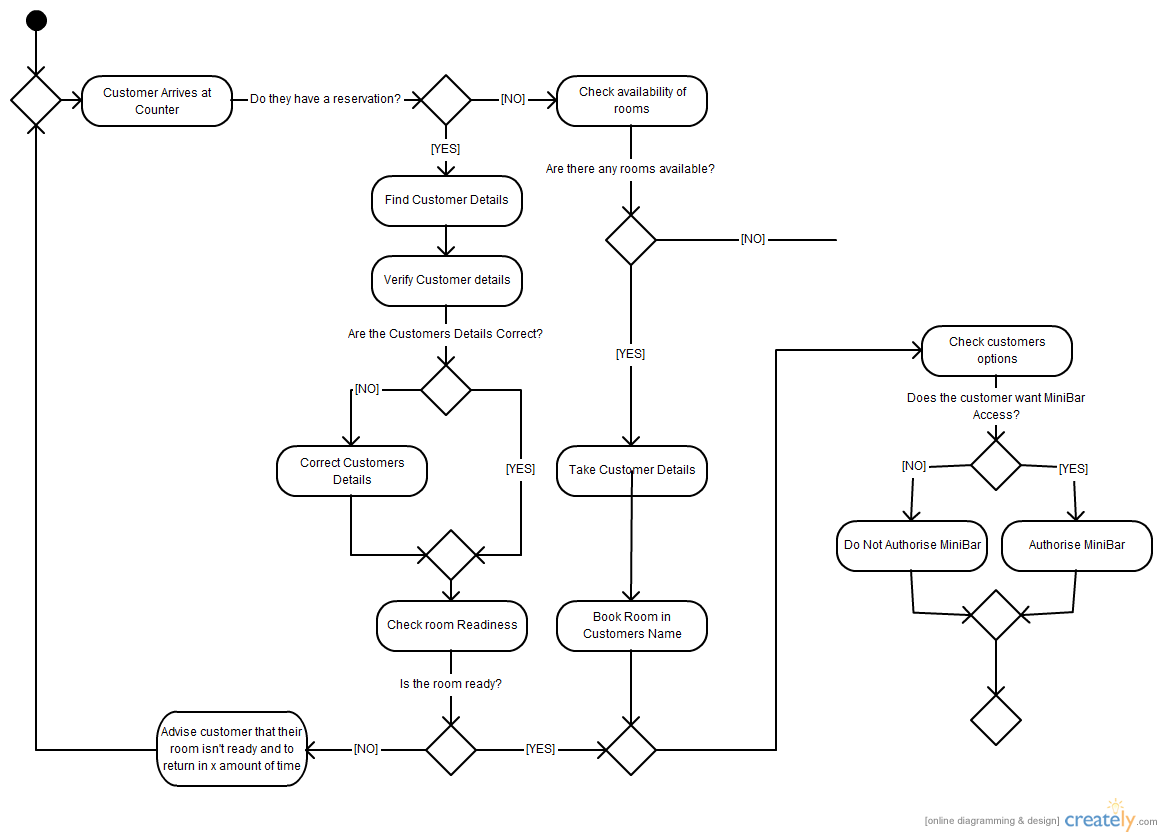 Customer Arrives at
Counter
Do they have a reservation?
[NO]
Check availability of
rooms
[YES]
Are there any rooms available?
Find Customer Details
[NO]
Verify Customer details
Are the Customers Details Correct?
[YES]
Check customers
options
[NO]
Does the customer want MiniBar
Access?
Correct Customers
Details
[YES]
Take Customer Details
[NO]
[YES]
Do Not Authorise MiniBar
Authorise MiniBar
Check room Readiness
Book Room in
Customers Name
Is the room ready?
Advise customer that their
room isn't ready and to
return in x amount of time
[NO]
[YES]
[online diagramming & design]
creately.com